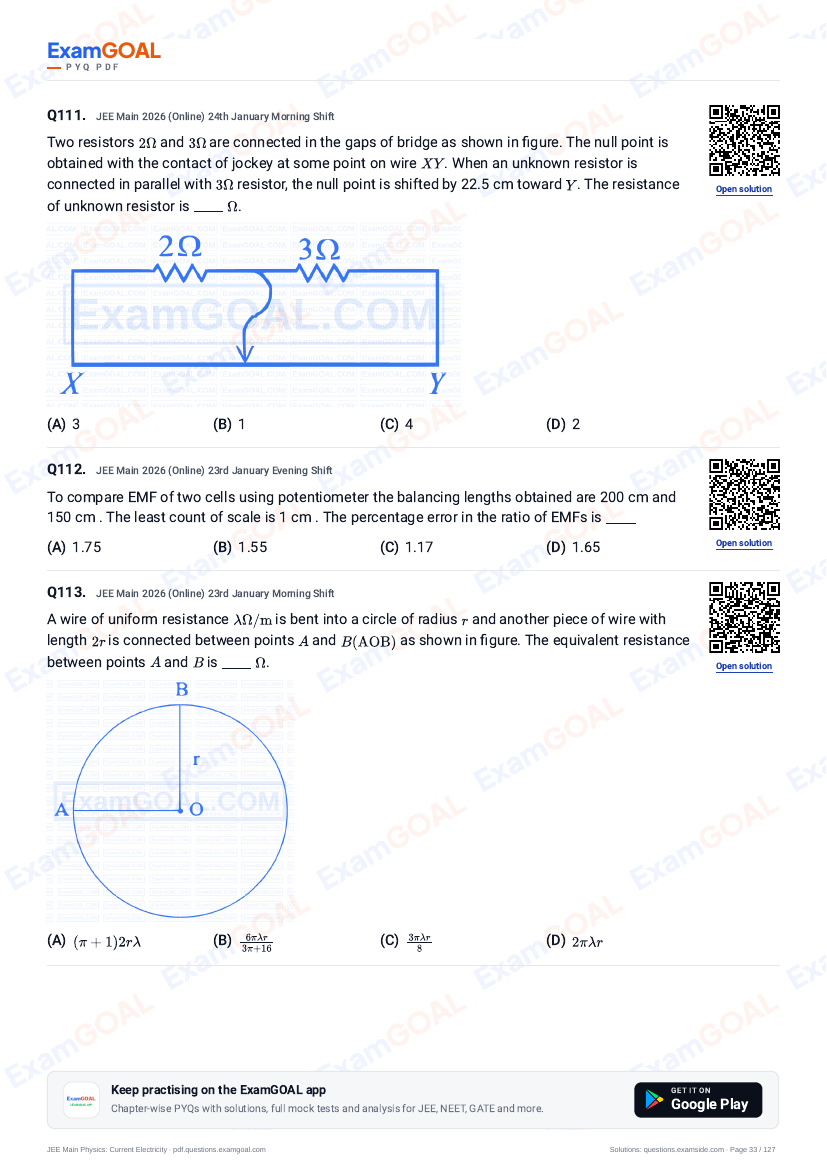 ExamGOAL
PYQ PDF
Q111. JEE Main 2026 (Online) 24th January Morning Shift
Two resistors 2Ω and 3Ω are connected in the gaps of bridge as shown in figure. The null point is
obtained with the contact of jockey at some point on wire XY. When an unknown resistor is
connected in parallel with 3Ω resistor, the null point is shifted by 22.5 cm toward Y. The resistance
of unknown resistor is ____ Ω.
Open solution
2Ω 3Ω
ExamGOAL.COM
X Y
(A) 3 (B) 1 (C) 4 (D) 2
Q112. JEE Main 2026 (Online) 23rd January Evening Shift
To compare EMF of two cells using potentiometer the balancing lengths obtained are 200 cm and
150 cm . The least count of scale is 1 cm . The percentage error in the ratio of EMFs is ____
Open solution
(A) 1.75 (B) 1.55 (C) 1.17 (D) 1.65
Q113. JEE Main 2026 (Online) 23rd January Morning Shift
A wire of uniform resistance λΩ/m is bent into a circle of radius r and another piece of wire with
length 2r is connected between points A and B(AOB) as shown in figure. The equivalent resistance
between points A and B is ____ Ω.
Open solution
B
r
A O
ExamGOAL.COM
(A) (π + 1)2rλ (B) 6πλr/3π+16 (C) 3πλr/8 (D) 2πλr
Keep practising on the ExamGOAL app
Chapter-wise PYQs with solutions, full mock tests and analysis for JEE, NEET, GATE and more.
GET IT ON
Google Play
JEE Main Physics: Current Electricity · pdf.questions.examgoal.com Solutions: questions.examside.com · Page 33 / 127